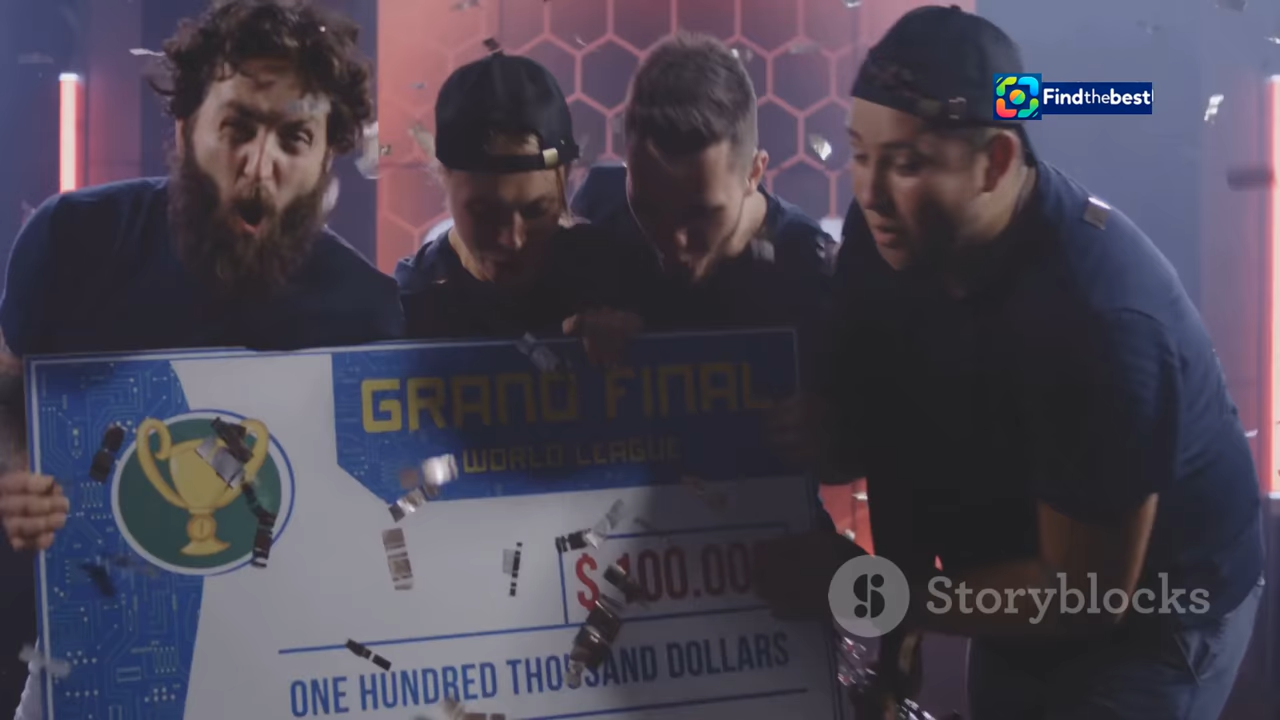 Findthebest
GRAND FINAL
WORLD LEAGUE
$ 100.00
ONE HUNDRED THOUSAND DOLLARS
Storyblocks